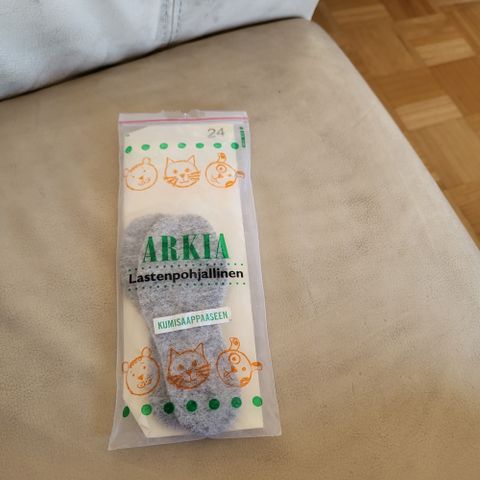 24
ARKIA
Lastenpohjallinen
KUMISAAPPAASEEN